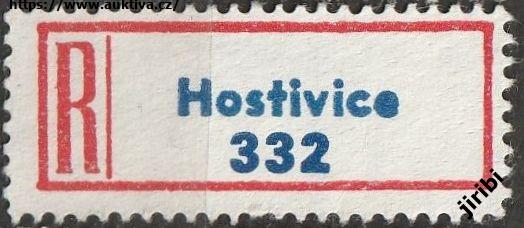 https://www.auktiva.cz/
R
Hostivice
332
jiribi